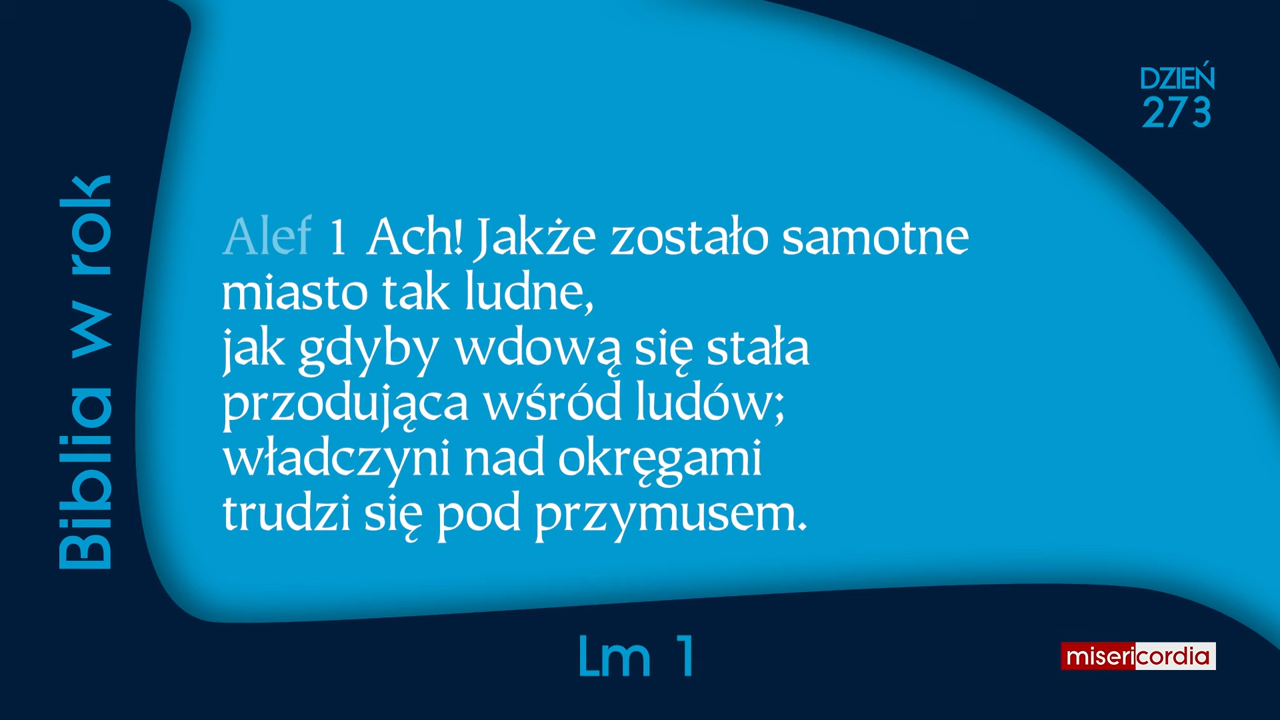 DZIEŃ
273
Biblia w rok
Alef 1 Ach! Jakże zostało samotne
miasto tak ludne,
jak gdyby wdową się stała
przodująca wśród ludów;
władczyni nad okręgami
trudzi się pod przymusem.
Lm 1
misericordia